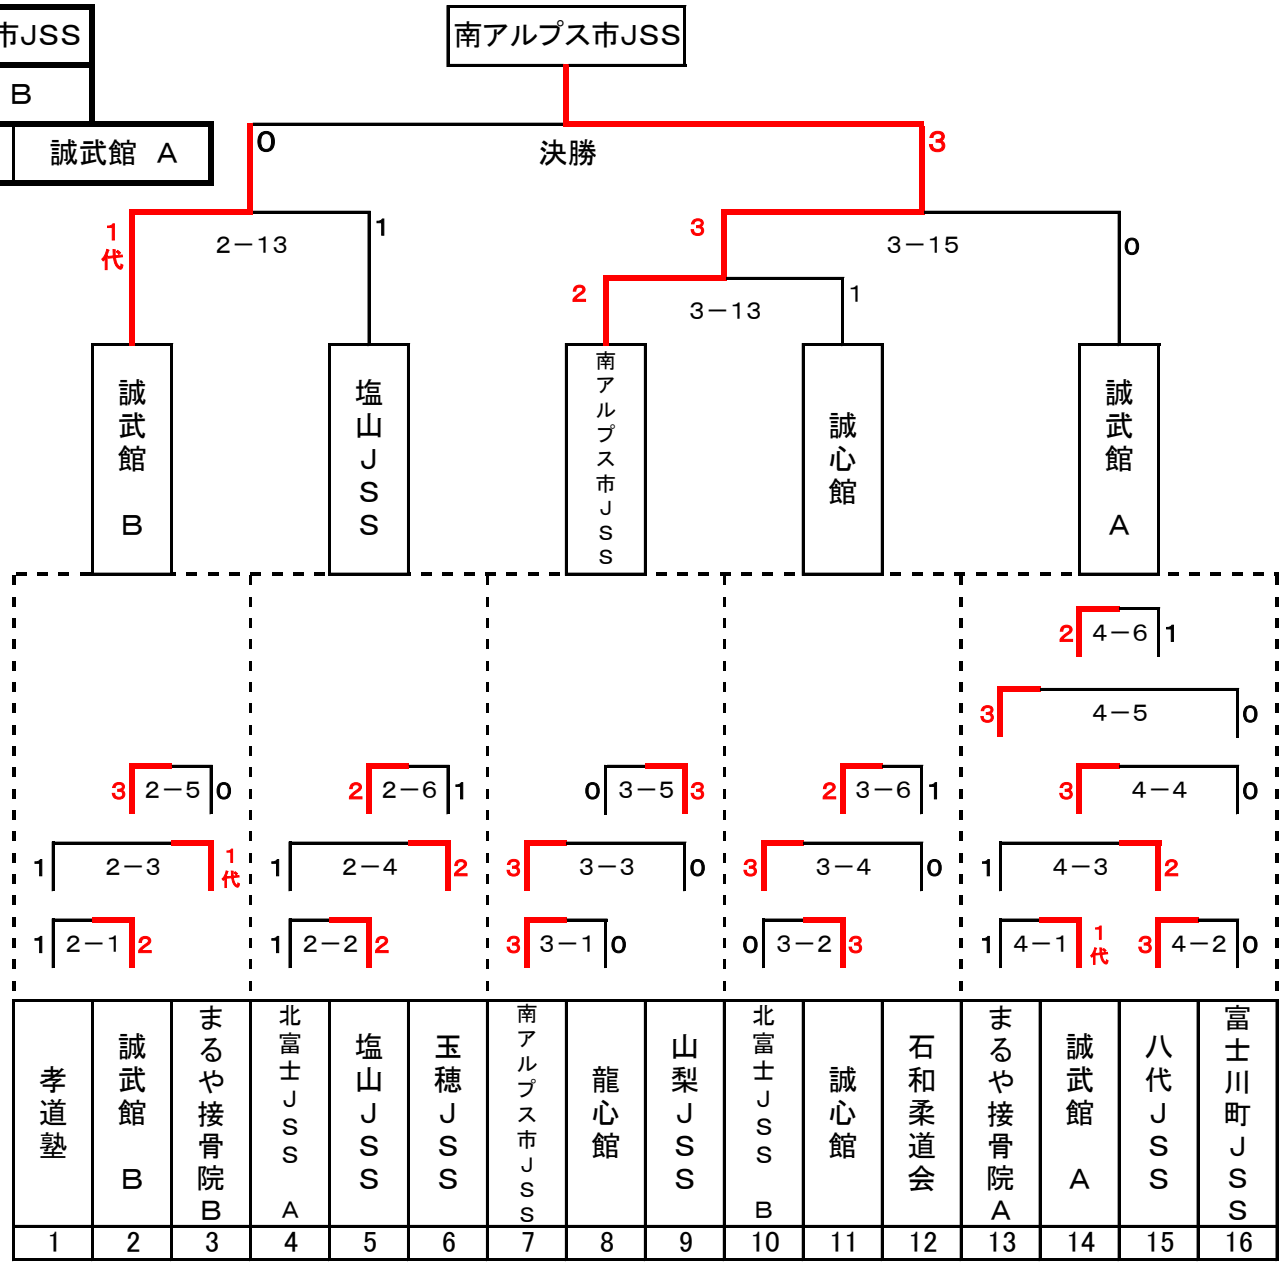 市JSS
南アルプス市JSS
B
誠武館　A
0
決勝
3
1
代
2－13
1
3
3－15
0
2
3－13
1
誠武館　B
塩山JSS
南アルプス市JSS
誠心館
誠武館　A
2
4－6
1
3
4－5
0
3
2－5
0
2
2－6
1
0
3－5
3
2
3－6
1
3
4－4
0
1
2－3
1
代
1
2－4
2
3
3－3
0
3
3－4
0
1
4－3
2
1
2－1
2
1
2－2
2
3
3－1
0
0
3－2
3
1
4－1
1
代
3
4－2
0
孝道塾
誠武館　B
まるや接骨院B
北富士JSS　A
塩山JSS
玉穂JSS
南アルプス市JSS
龍心館
山梨JSS
北富士JSS　B
誠心館
石和柔道会
まるや接骨院A
誠武館　A
八代JSS
富士川町JSS
1 2 3 4 5 6 7 8 9 10 11 12 13 14 15 16